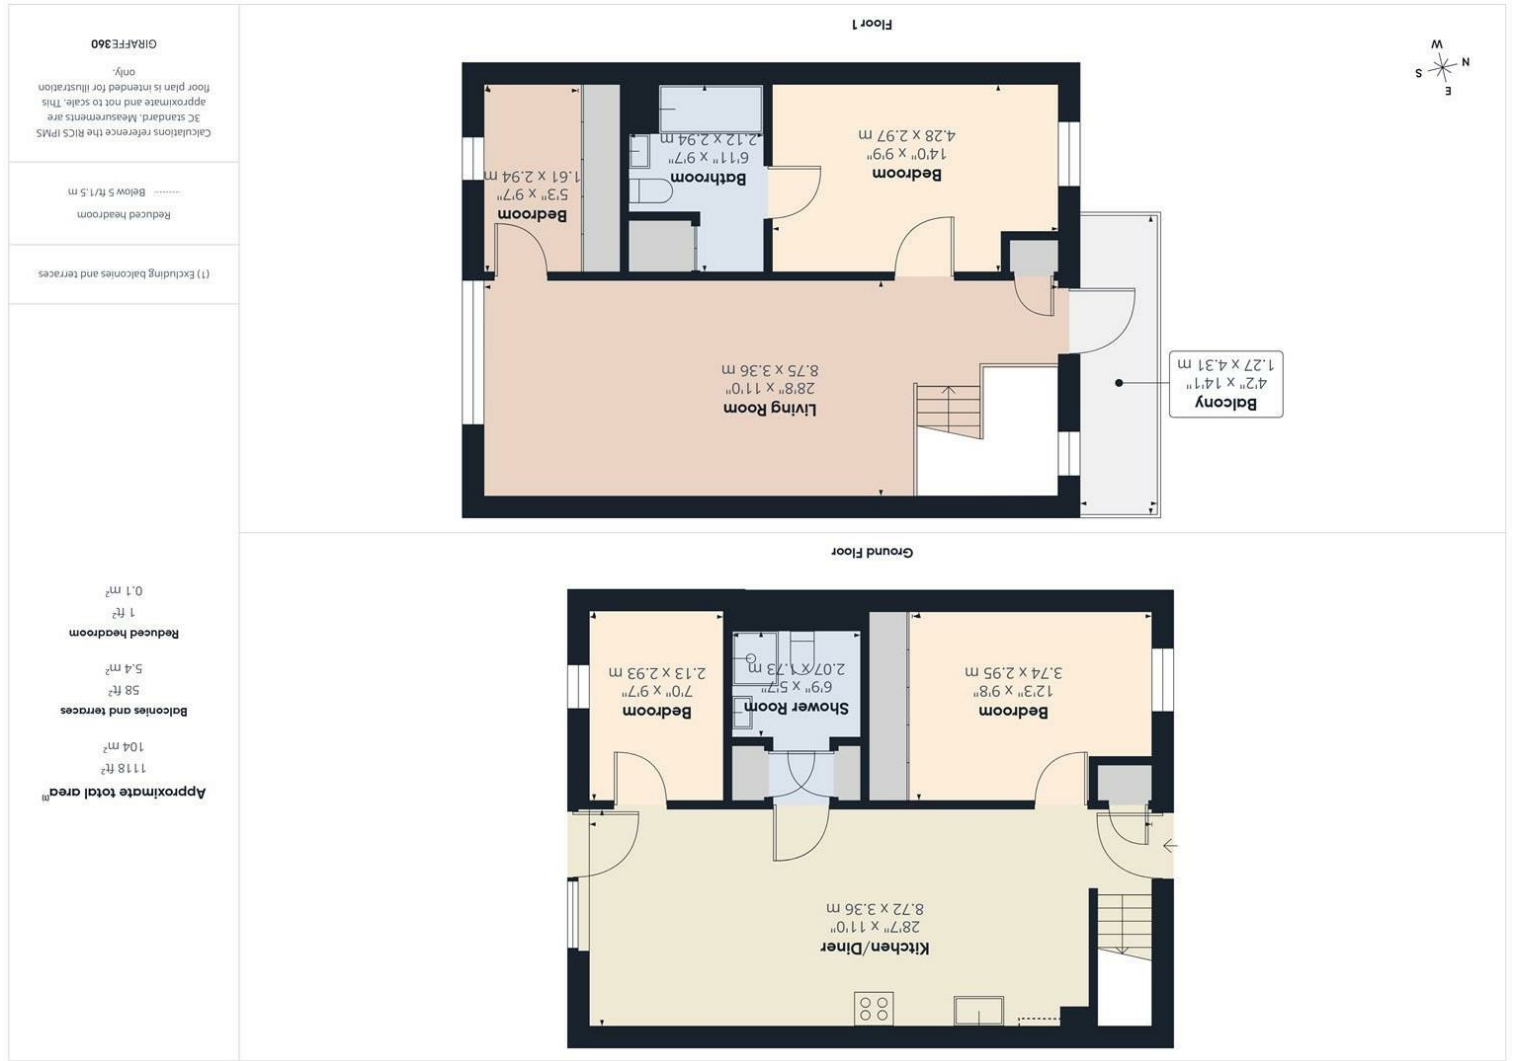 Kitchen/Diner
28'7" x 11'0"
8.72 x 3.36 m
Bedroom
12'3" x 9'8"
3.74 x 2.95 m
Shower Room
6'9" x 5'7"
2.07 x 1.73 m
Bedroom
7'0" x 9'7"
2.13 x 2.93 m
Ground Floor
Balcony
4'2" x 14'1"
1.27 x 4.31 m
Living Room
28'8" x 11'0"
8.75 x 3.36 m
Bedroom
14'0" x 9'9"
4.28 x 2.97 m
Bathroom
6'11" x 9'7"
2.12 x 2.94 m
Bedroom
5'3" x 9'7"
1.61 x 2.94 m
E
N
S
W
Floor 1
Approximate total area(1)
1118 ft²
104 m²
Balconies and terraces
58 ft²
5.4 m²
Reduced headroom
1 ft²
0.1 m²
(1) Excluding balconies and terraces
Reduced headroom
Below 5 ft/1.5 m
Calculations reference the RICS IPMS
3C standard. Measurements are
approximate and not to scale. This
floor plan is intended for illustration
only.
GIRAFFE360